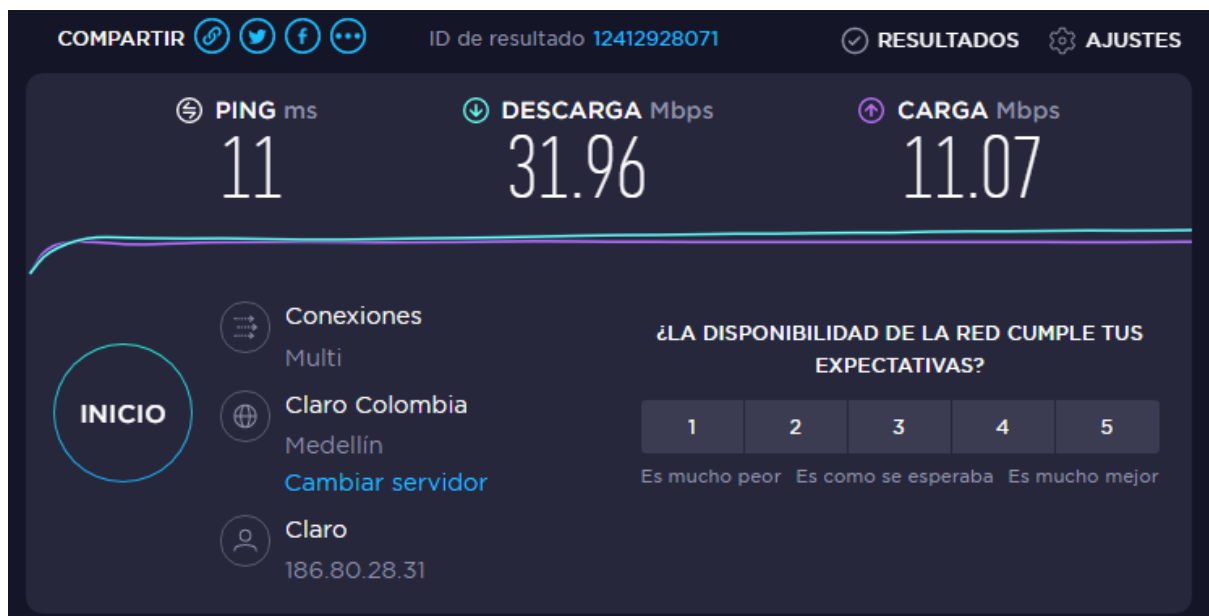 COMPARTIR ID de resultado 12412928071 RESULTADOS AJUSTES
PING ms DESCARGA Mbps CARGA Mbps
11 31.96 11.07
INICIO
Conexiones
Multi
Claro Colombia
Medellín
Cambiar servidor
Claro
186.80.28.31
¿LA DISPONIBILIDAD DE LA RED CUMPLE TUS
EXPECTATIVAS?
1 2 3 4 5
Es mucho peor Es como se esperaba Es mucho mejor